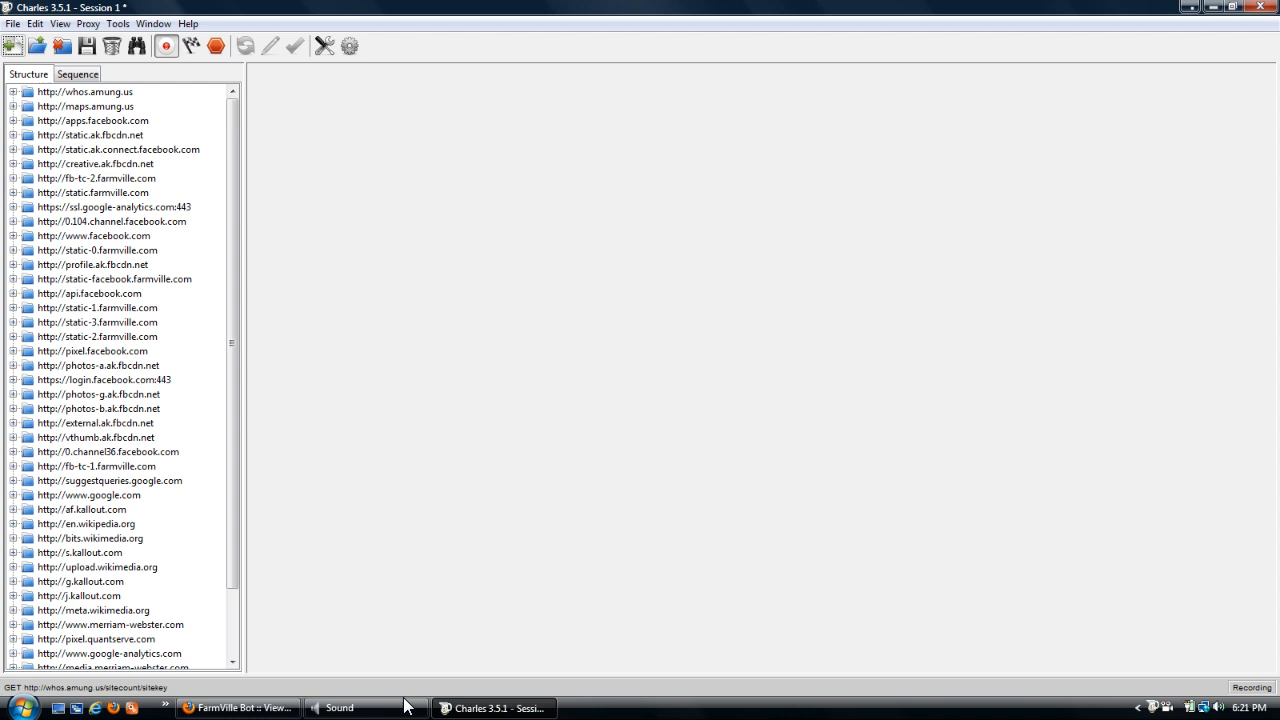 Charles 3.5.1 - Session 1 *
File Edit View Proxy Tools Window Help
Structure Sequence
http://whos.amung.us
http://maps.amung.us
http://apps.facebook.com
http://static.ak.fbcdn.net
http://static.ak.connect.facebook.com
http://creative.ak.fbcdn.net
http://fb-tc-2.farmville.com
http://static.farmville.com
https://ssl.google-analytics.com:443
http://0.104.channel.facebook.com
http://www.facebook.com
http://static-0.farmville.com
http://profile.ak.fbcdn.net
http://static-facebook.farmville.com
http://api.facebook.com
http://static-1.farmville.com
http://static-3.farmville.com
http://static-2.farmville.com
http://pixel.facebook.com
http://photos-a.ak.fbcdn.net
https://login.facebook.com:443
http://photos-g.ak.fbcdn.net
http://photos-b.ak.fbcdn.net
http://external.ak.fbcdn.net
http://vthumb.ak.fbcdn.net
http://0.channel36.facebook.com
http://fb-tc-1.farmville.com
http://suggestqueries.google.com
http://www.google.com
http://af.kallout.com
http://en.wikipedia.org
http://bits.wikimedia.org
http://s.kallout.com
http://upload.wikimedia.org
http://g.kallout.com
http://j.kallout.com
http://meta.wikimedia.org
http://www.merriam-webster.com
http://pixel.quantserve.com
http://www.google-analytics.com
http://media.merriam-webster.com
GET http://whos.amung.us/sitecount/sitekey Recording
FarmVille Bot :: View... Sound Charles 3.5.1 - Sessi... 6:21 PM